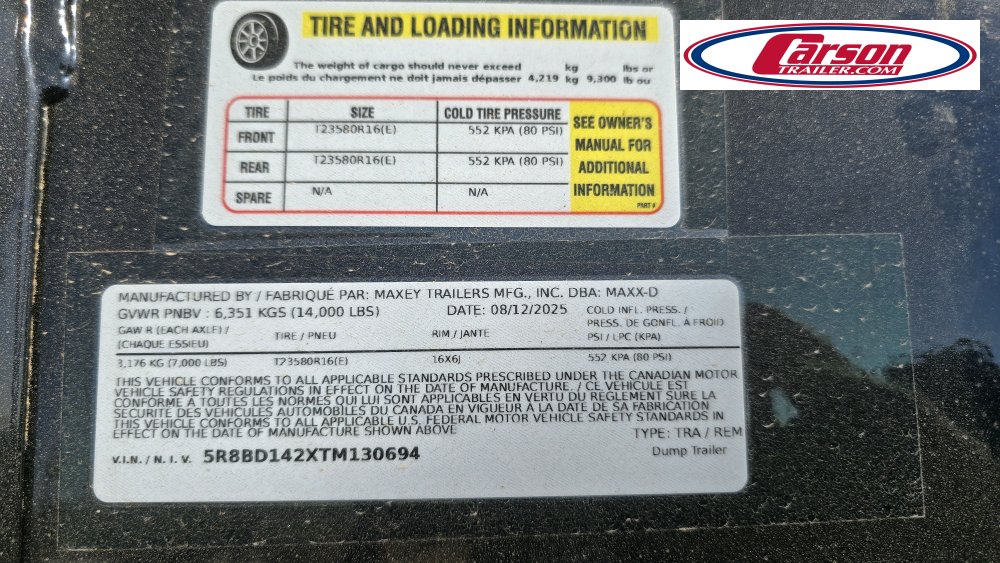 TIRE AND LOADING INFORMATION
Carson
TRAILER.COM
The weight of cargo should never exceed kg lbs or
Le poids du chargement ne doit jamais dépasser 4,219 kg 9,300 lb ou
TIRE SIZE COLD TIRE PRESSURE
FRONT T23580R16(E) 552 KPA (80 PSI)
REAR T23580R16(E) 552 KPA (80 PSI)
SPARE N/A N/A
SEE OWNER'S
MANUAL FOR
ADDITIONAL
INFORMATION
PART #
MANUFACTURED BY / FABRIQUÉ PAR: MAXEY TRAILERS MFG., INC. DBA: MAXX-D
GVWR PNBV : 6,351 KGS (14,000 LBS) DATE: 08/12/2025 COLD INFL. PRESS. /
PRESS. DE GONFL. À FROID
GAW R (EACH AXLE) / TIRE / PNEU RIM / JANTE PSI / LPC (KPA)
(CHAQUE ESSIEU)
3,176 KG (7,000 LBS) T23580R16(E) 16X6J 552 KPA (80 PSI)
THIS VEHICLE CONFORMS TO ALL APPLICABLE STANDARDS PRESCRIBED UNDER THE CANADIAN MOTOR
VEHICLE SAFETY REGULATIONS IN EFFECT ON THE DATE OF MANUFACTURE. / CE VEHICULE EST
CONFORME À TOUTES LES NORMES QUI LUI SONT APPLICABLES EN VERTU DU REGLEMENT SUR LA
SECURITE DES VEHICULES AUTOMOBILES DU CANADA EN VIGUEUR À LA DATE DE SA FABRICATION
THIS VEHICLE CONFORMS TO ALL APPLICABLE U.S. FEDERAL MOTOR VEHICLE SAFETY STANDARDS IN
EFFECT ON THE DATE OF MANUFACTURE SHOWN ABOVE
TYPE: TRA / REM
V.I.N. / N. I. V. 5R8BD142XTM130694 Dump Trailer